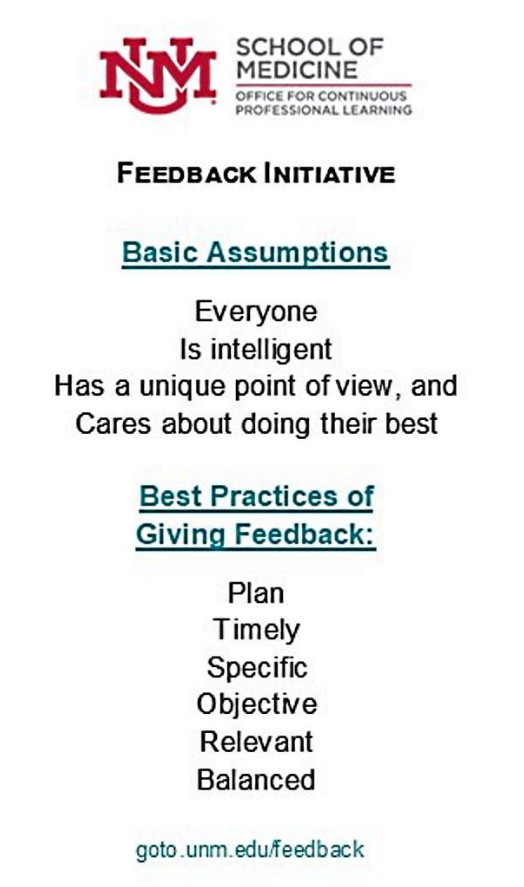 UNM
SCHOOL OF
MEDICINE
OFFICE FOR CONTINUOUS
PROFESSIONAL LEARNING
FEEDBACK INITIATIVE
Basic Assumptions
Everyone
Is intelligent
Has a unique point of view, and
Cares about doing their best
Best Practices of
Giving Feedback:
Plan
Timely
Specific
Objective
Relevant
Balanced
goto.unm.edu/feedback